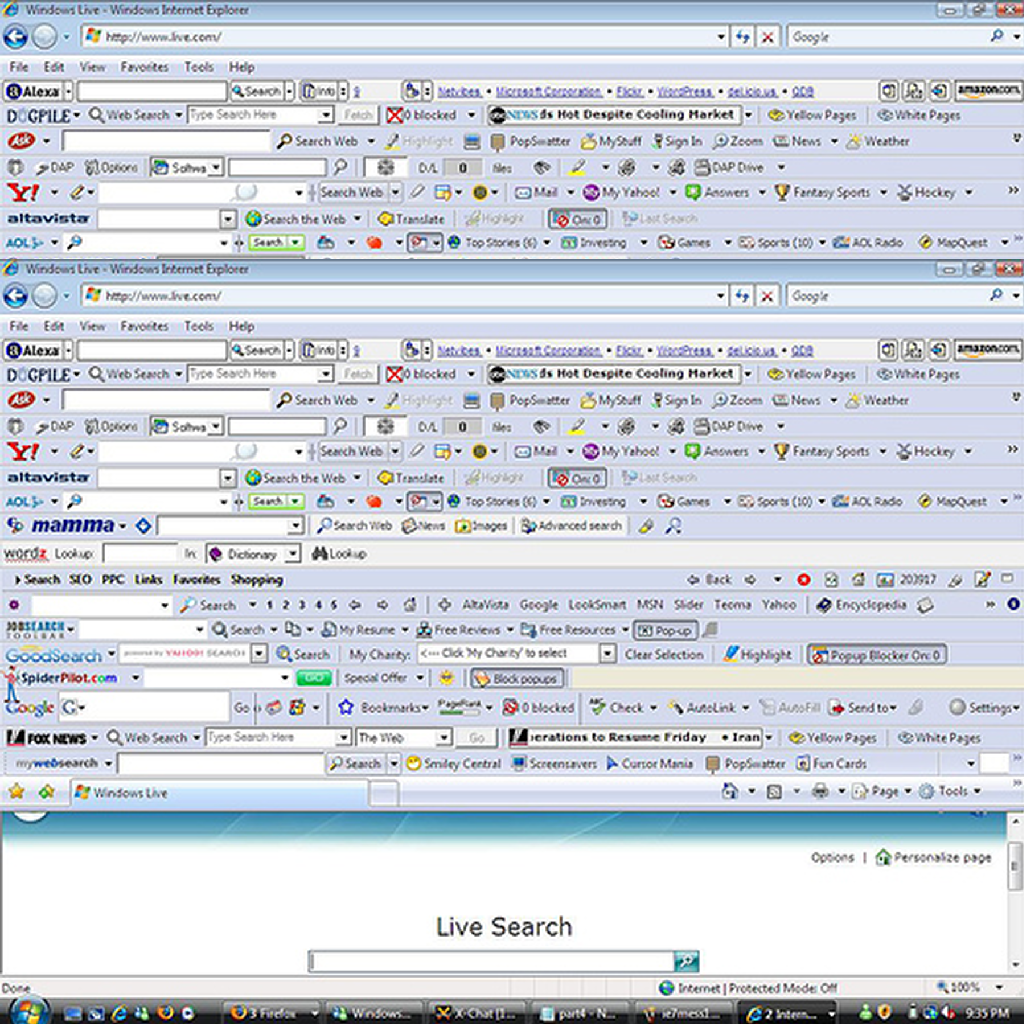 Windows Live - Windows Internet Explorer
http://www.live.com/ Google
File Edit View Favorites Tools Help
Alexa Search Info Netvibes • Microsoft Corporation • Flickr • WordPress • del.icio.us • QDB amazon.com
DOGPILE Web Search Type Search Here Fetch 0 blocked abc NEWS ds Hot Despite Cooling Market Yellow Pages White Pages
Ask Search Web Highlight PopSwatter MyStuff Sign In Zoom News Weather
DAP Options Softwa D/L 0 files DAP Drive
Y! Search Web Mail My Yahoo! Answers Fantasy Sports Hockey »
altavista Search the Web Translate Highlight On: 0 Last Search
AOL Search Top Stories (6) Investing Games Sports (10) AOL Radio MapQuest »
Windows Live - Windows Internet Explorer
http://www.live.com/ Google
File Edit View Favorites Tools Help
Alexa Search Info Netvibes • Microsoft Corporation • Flickr • WordPress • del.icio.us • QDB amazon.com
DOGPILE Web Search Type Search Here Fetch 0 blocked abc NEWS ds Hot Despite Cooling Market Yellow Pages White Pages
Ask Search Web Highlight PopSwatter MyStuff Sign In Zoom News Weather
DAP Options Softwa D/L 0 files DAP Drive
Y! Search Web Mail My Yahoo! Answers Fantasy Sports Hockey »
altavista Search the Web Translate Highlight On: 0 Last Search
AOL Search Top Stories (6) Investing Games Sports (10) AOL Radio MapQuest »
mamma Search Web News Images Advanced search
wordz Lookup: In: Dictionary Lookup
Search SEO PPC Links Favorites Shopping Back 203917
Search 1 2 3 4 5 AltaVista Google LookSmart MSN Slider Teoma Yahoo Encyclopedia »
JOBSEARCH TOOLBAR Search My Resume Free Reviews Free Resources Pop-up
GoodSearch powered by YAHOO! SEARCH Search My Charity: <--- Click 'My Charity' to select Clear Selection Highlight Popup Blocker On: 0
SpiderPilot.com GO Special Offer Block popups
Google G Go Bookmarks PageRank 0 blocked Check AutoLink AutoFill Send to Settings
FOX NEWS Web Search Type Search Here The Web Go erations to Resume Friday • Iran Yellow Pages White Pages
mywebsearch Search Smiley Central Screensavers Cursor Mania PopSwatter Fun Cards »
Windows Live Page Tools »
Options | Personalize page
Live Search
Done Internet | Protected Mode: Off 100%
3 Firefox Windows... X-Chat [1... part4 - N... ie7mess1... 2 Intern... 9:35 PM